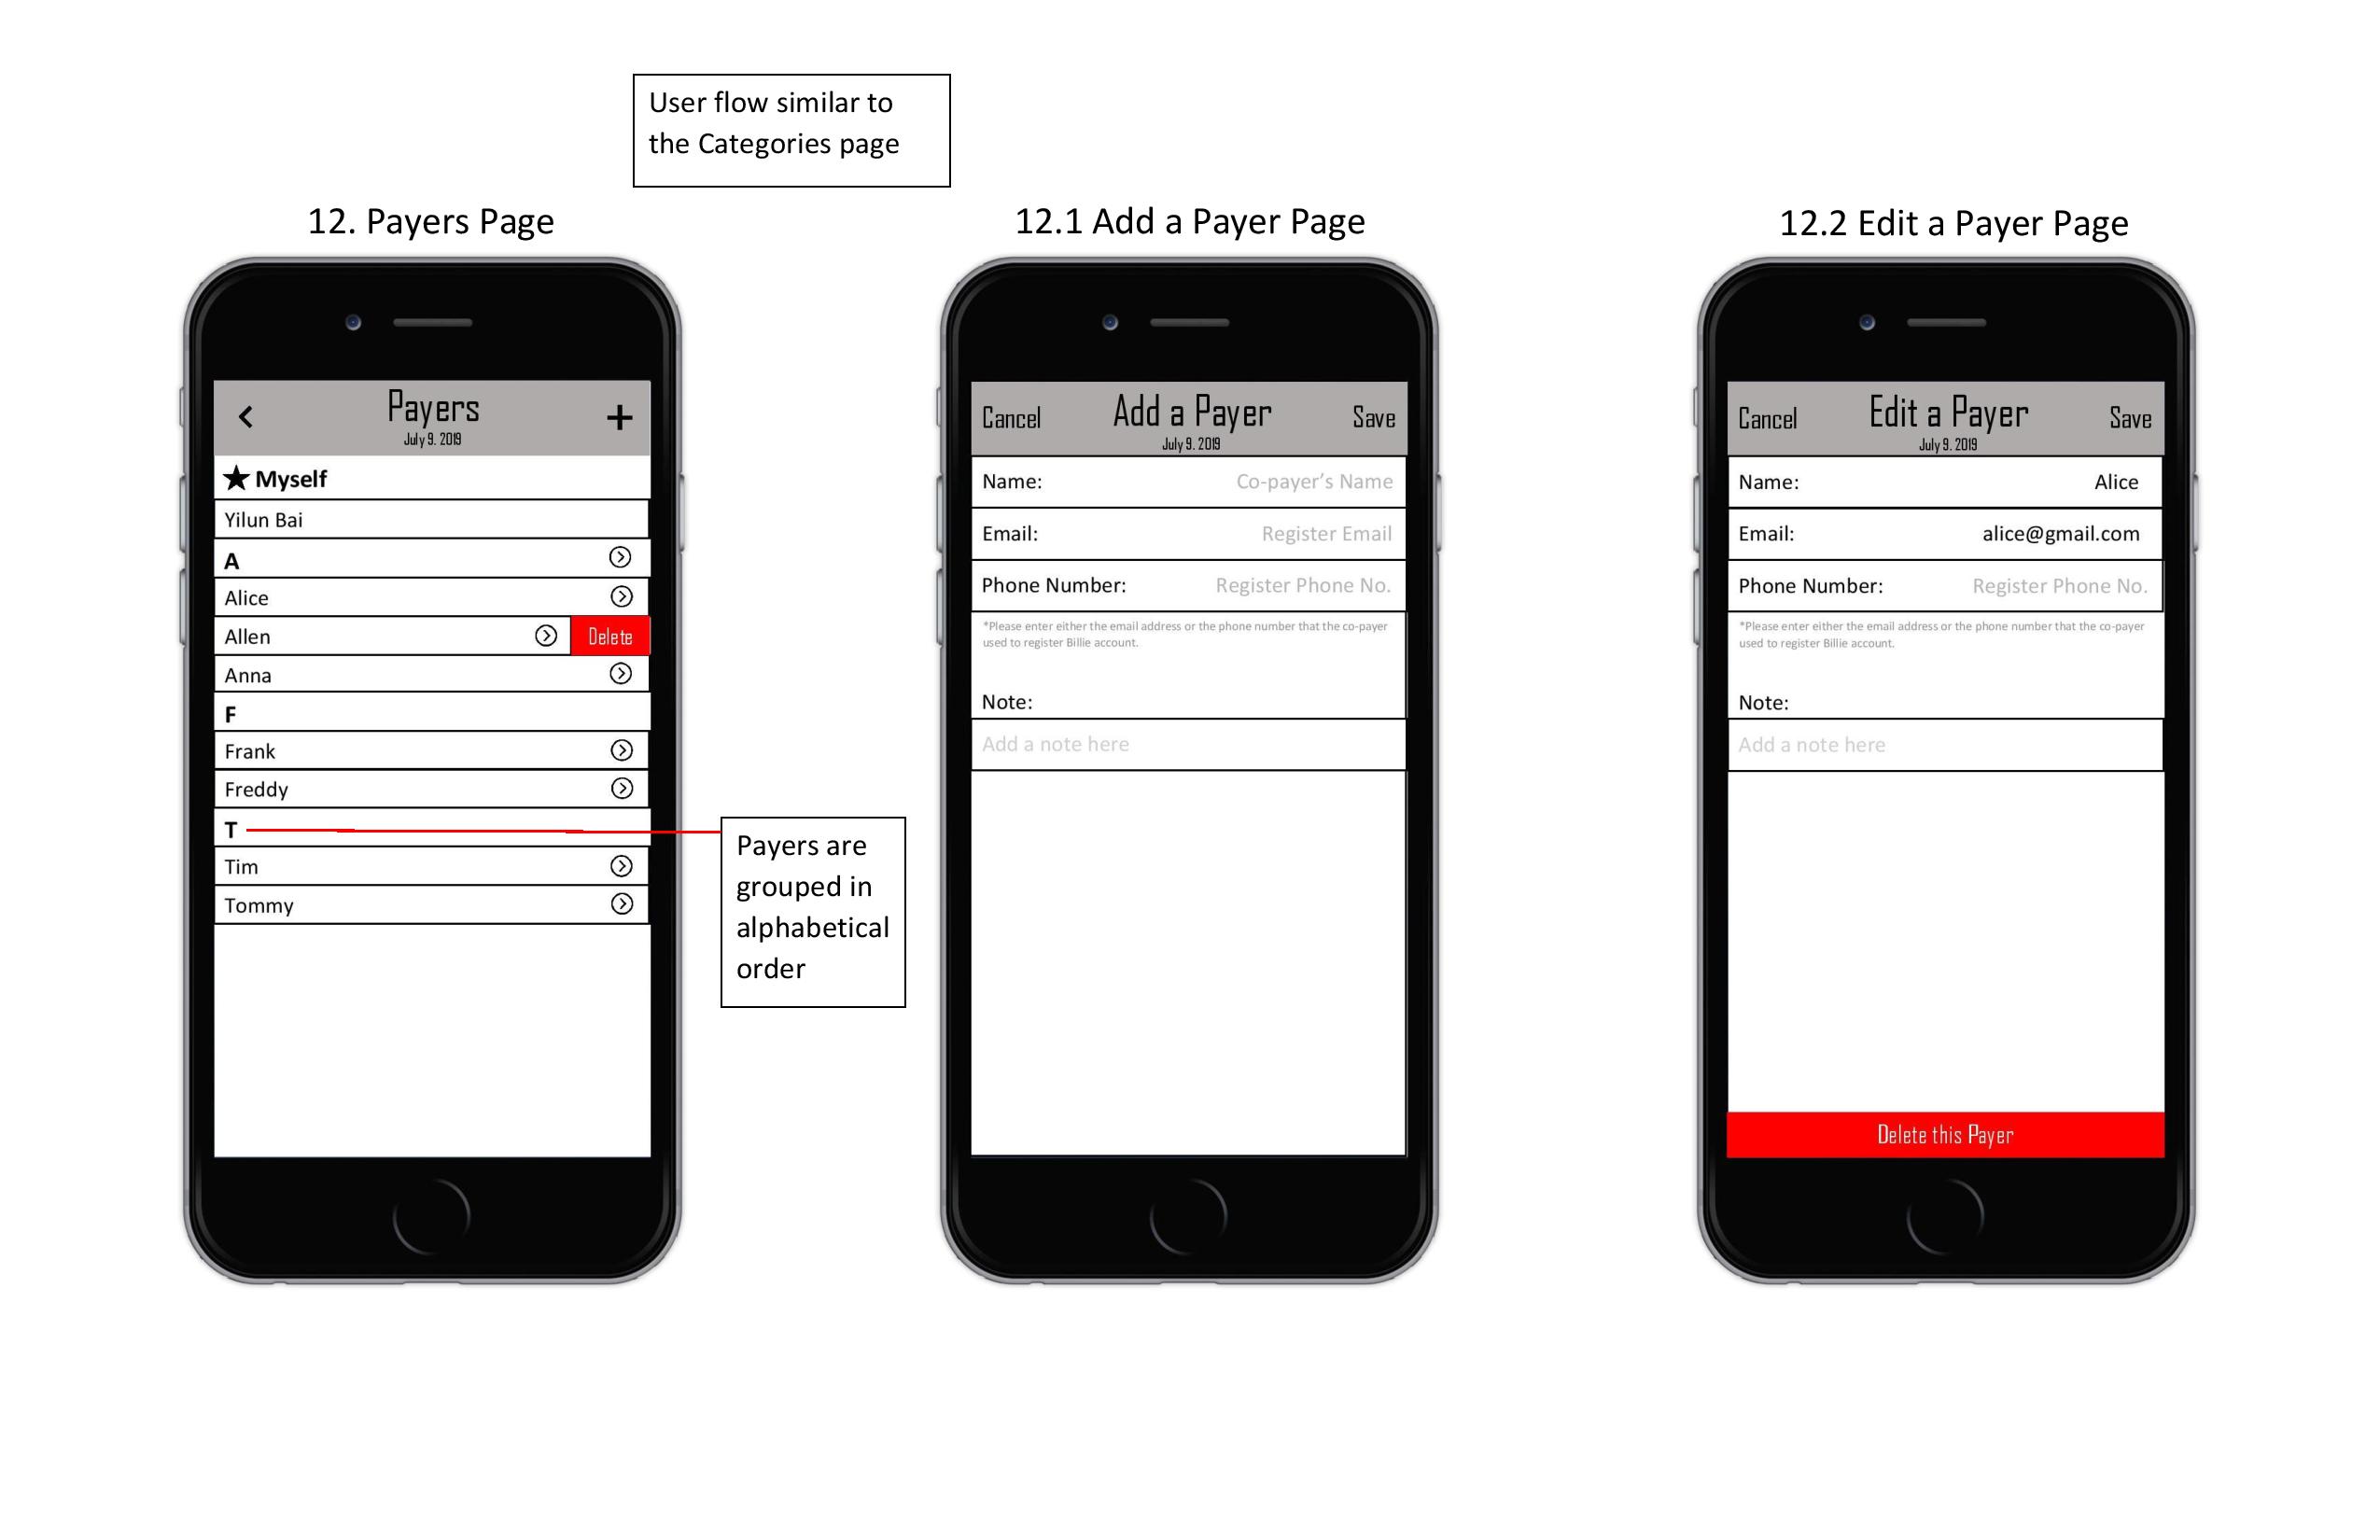 User flow similar to
the Categories page
12. Payers Page
Payers
July 9. 2019
Myself
Yilun Bai
A
Alice
Allen
Delete
Anna
F
Frank
Freddy
T
Tim
Tommy
Payers are
grouped in
alphabetical
order
12.1 Add a Payer Page
Cancel
Add a Payer
Save
July 9. 2019
Name:
Co-payer’s Name
Email:
Register Email
Phone Number:
Register Phone No.
*Please enter either the email address or the phone number that the co-payer
used to register Billie account.
Note:
Add a note here
12.2 Edit a Payer Page
Cancel
Edit a Payer
Save
July 9. 2019
Name:
Alice
Email:
alice@gmail.com
Phone Number:
Register Phone No.
*Please enter either the email address or the phone number that the co-payer
used to register Billie account.
Note:
Add a note here
Delete this Payer